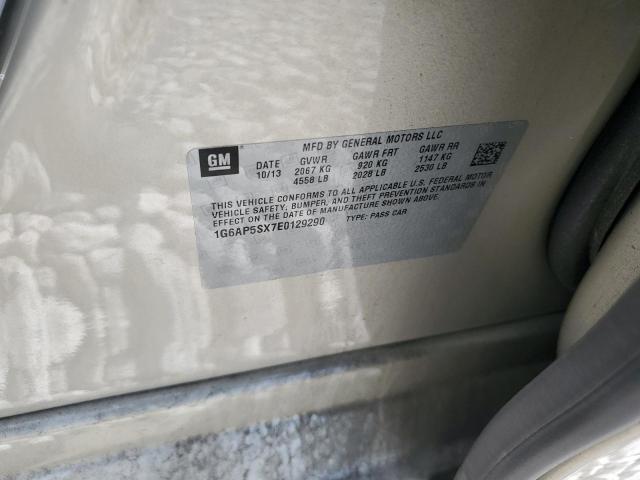 GM
MFD BY GENERAL MOTORS LLC
DATE GVWR GAWR FRT GAWR RR
10/13 2067 KG 920 KG 1147 KG
4558 LB 2028 LB 2530 LB
THIS VEHICLE CONFORMS TO ALL APPLICABLE U.S. FEDERAL MOTOR
VEHICLE SAFETY, BUMPER, AND THEFT PREVENTION STANDARDS IN
EFFECT ON THE DATE OF MANUFACTURE SHOWN ABOVE.
1G6AP5SX7E0129290 TYPE: PASS CAR